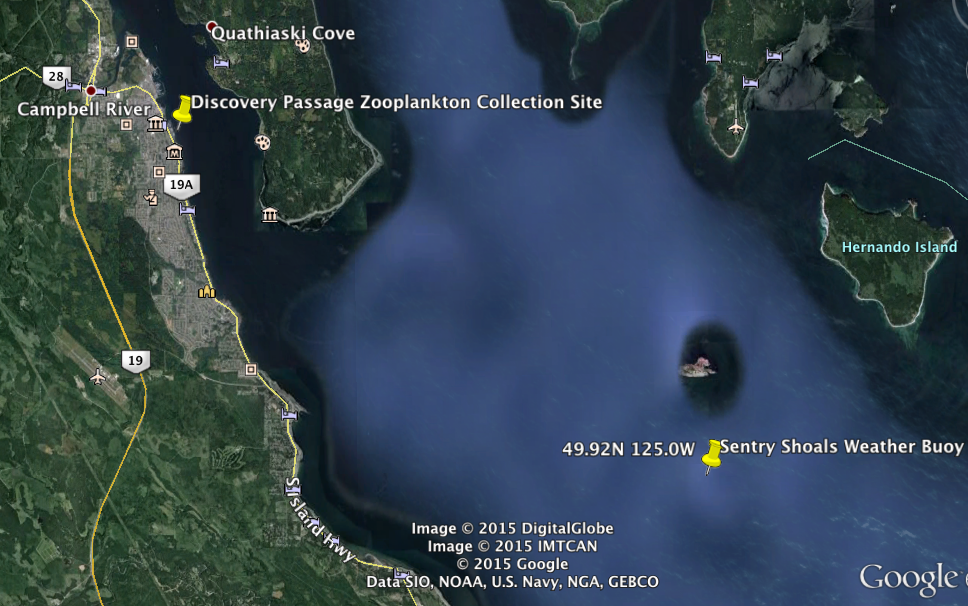 Quathiaski Cove
28
Campbell River
Discovery Passage Zooplankton Collection Site
19A
Hernando Island
19
49.92N 125.0W
Sentry Shoals Weather Buoy
S Island Hwy
Image © 2015 DigitalGlobe
Image © 2015 IMTCAN
© 2015 Google
Data SIO, NOAA, U.S. Navy, NGA, GEBCO
Google